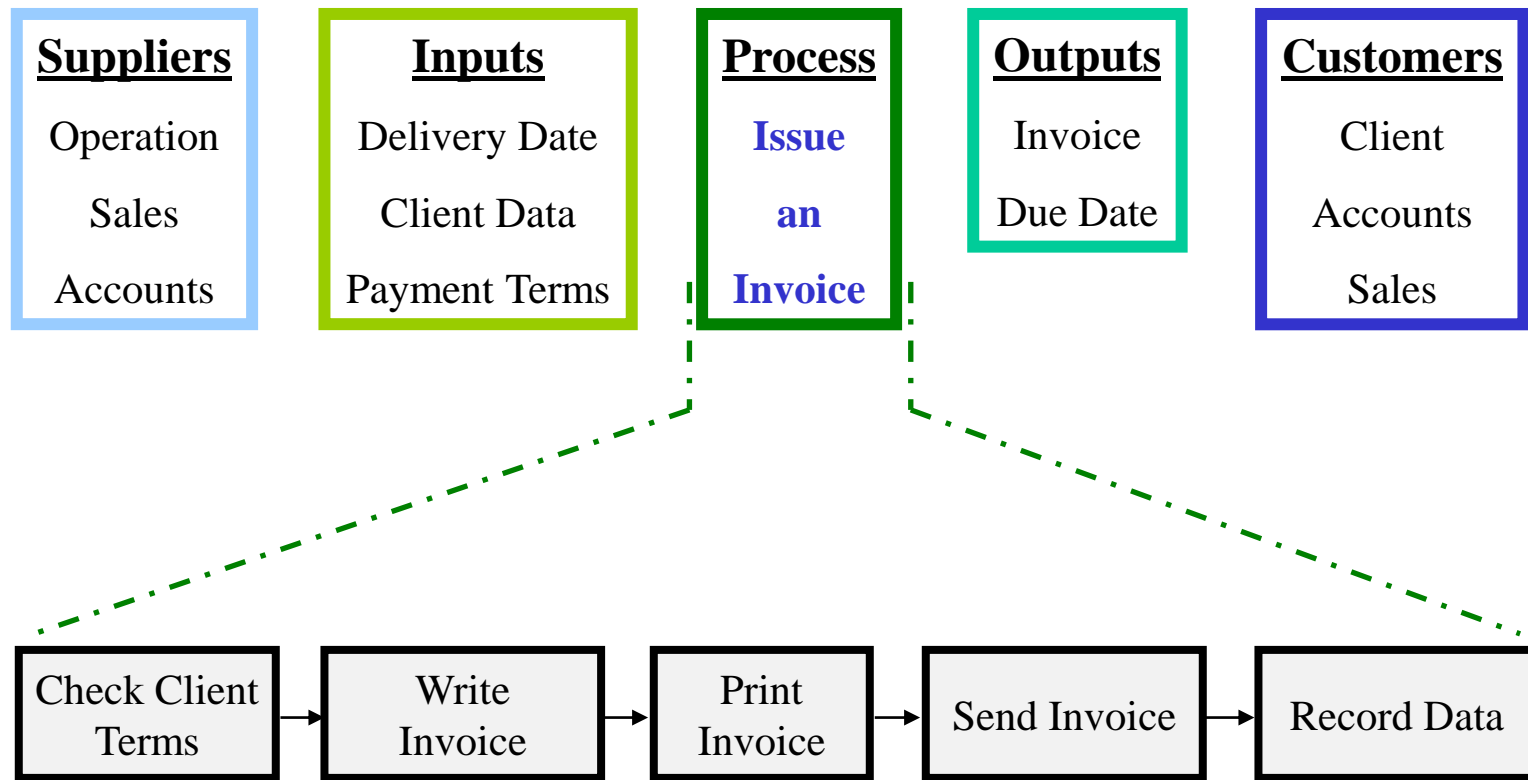 Suppliers
Operation
Sales
Accounts
Inputs
Delivery Date
Client Data
Payment Terms
Process
Issue
an
Invoice
Outputs
Invoice
Due Date
Customers
Client
Accounts
Sales
Check Client
Terms
Write
Invoice
Print
Invoice
Send Invoice
Record Data